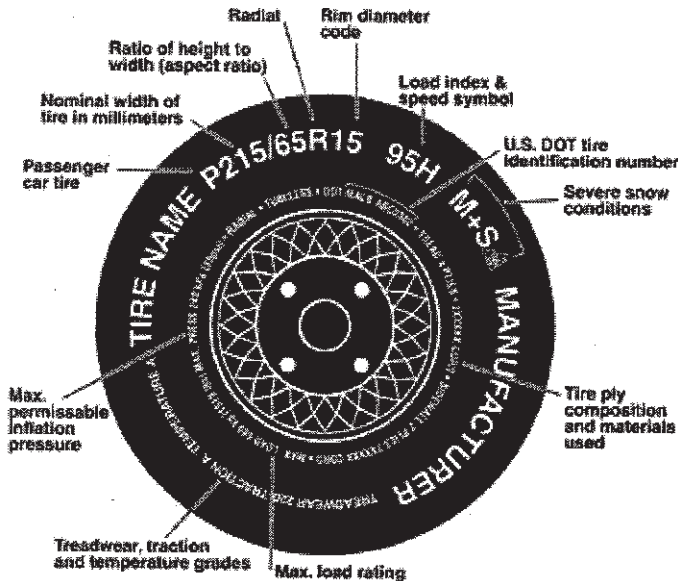 Radial
Rim diameter
code
Ratio of height to
width (aspect ratio)
Load index &
speed symbol
Nominal width of
tire in millimeters
U.S. DOT tire
identification number
Passenger
car tire
Severe snow
conditions
TIRE NAME P215/65R15 95H M+S
MANUFACTURER
RADIAL • TUBELESS • DOT
TREADWEAR 220 TRACTION A TEMPERATURE A
Max.
permissable
inflation
pressure
Tire ply
composition
and materials
used
Treadwear, traction
and temperature grades
Max. load rating